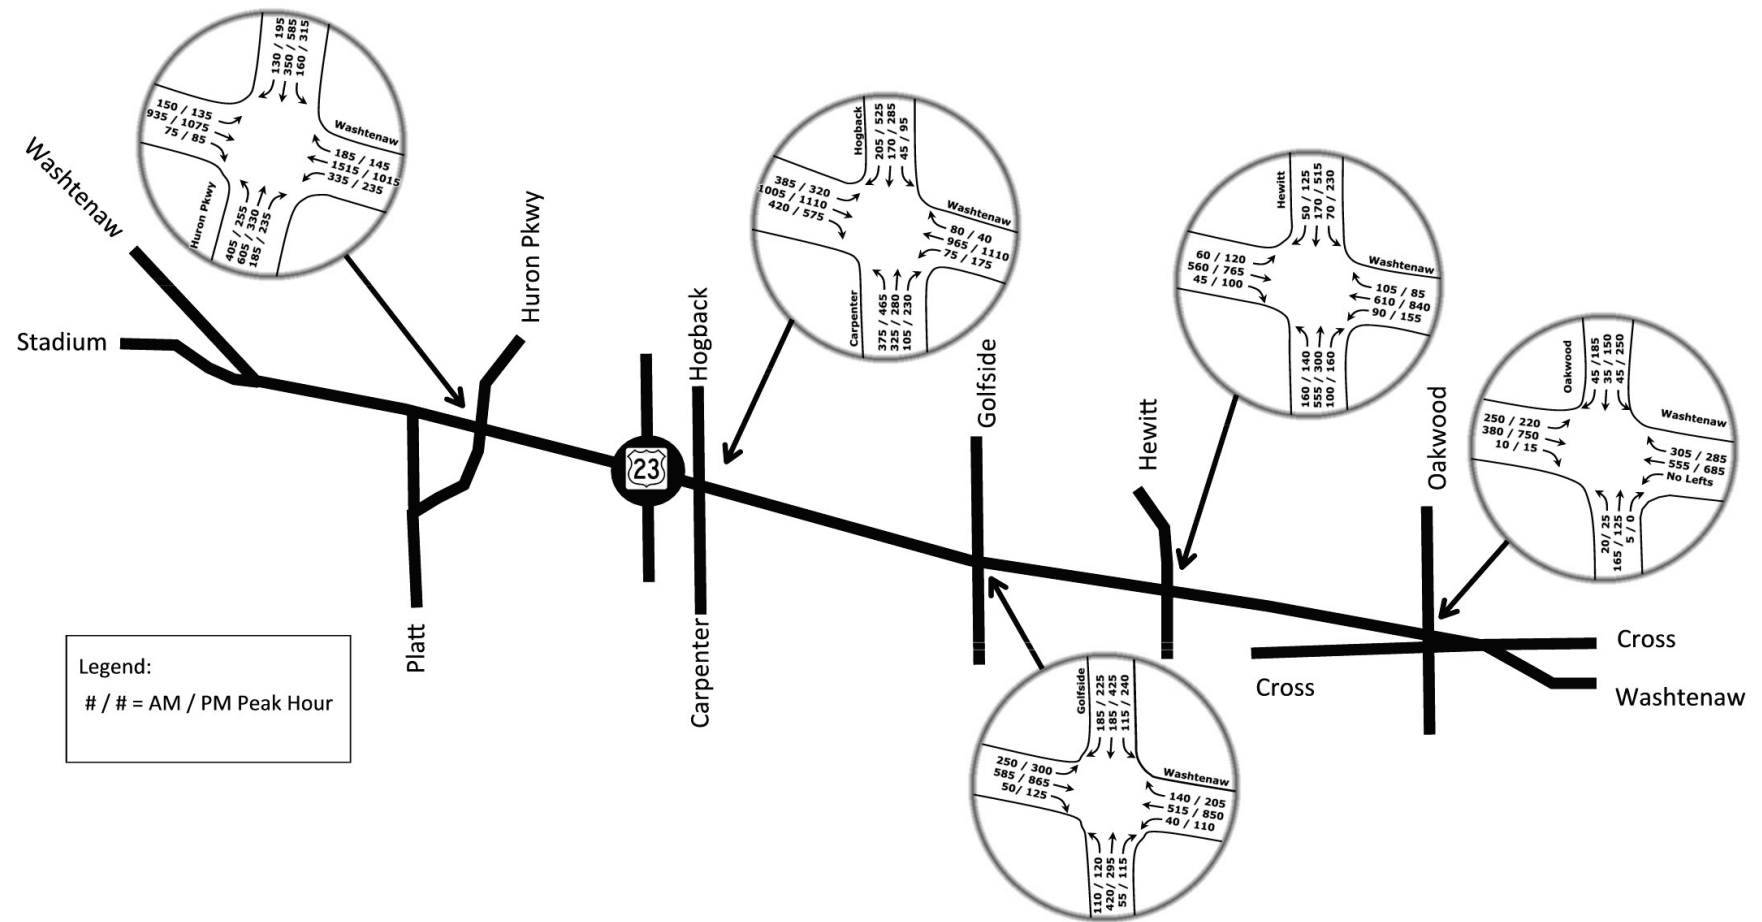 130 / 195
350 / 585
160 / 315
150 / 135
935 / 1075
75 / 85
Washtenaw
185 / 145
1515 / 1015
335 / 235
Huron Pkwy
405 / 255
605 / 330
185 / 235
Hogback
205 / 525
170 / 285
45 / 95
385 / 320
1005 / 1110
420 / 575
Washtenaw
80 / 40
965 / 1110
75 / 175
Carpenter
375 / 465
325 / 280
105 / 230
Hewitt
50 / 125
170 / 515
70 / 230
60 / 120
560 / 765
45 / 100
Washtenaw
105 / 85
610 / 840
90 / 155
160 / 140
555 / 300
100 / 160
Oakwood
45 / 185
35 / 150
45 / 250
250 / 220
380 / 750
10 / 15
Washtenaw
305 / 285
555 / 685
No Lefts
20/ 25
165 / 125
5 / 0
Golfside
185 / 225
185 / 425
115 / 240
250 / 300
585 / 865
50/ 125
Washtenaw
140 / 205
515 / 850
40 / 110
110 / 120
420/ 295
55 / 115
Washtenaw
Stadium
Huron Pkwy
Platt
23
Hogback
Carpenter
Golfside
Hewitt
Oakwood
Cross
Cross
Washtenaw
Legend:
# / # = AM / PM Peak Hour